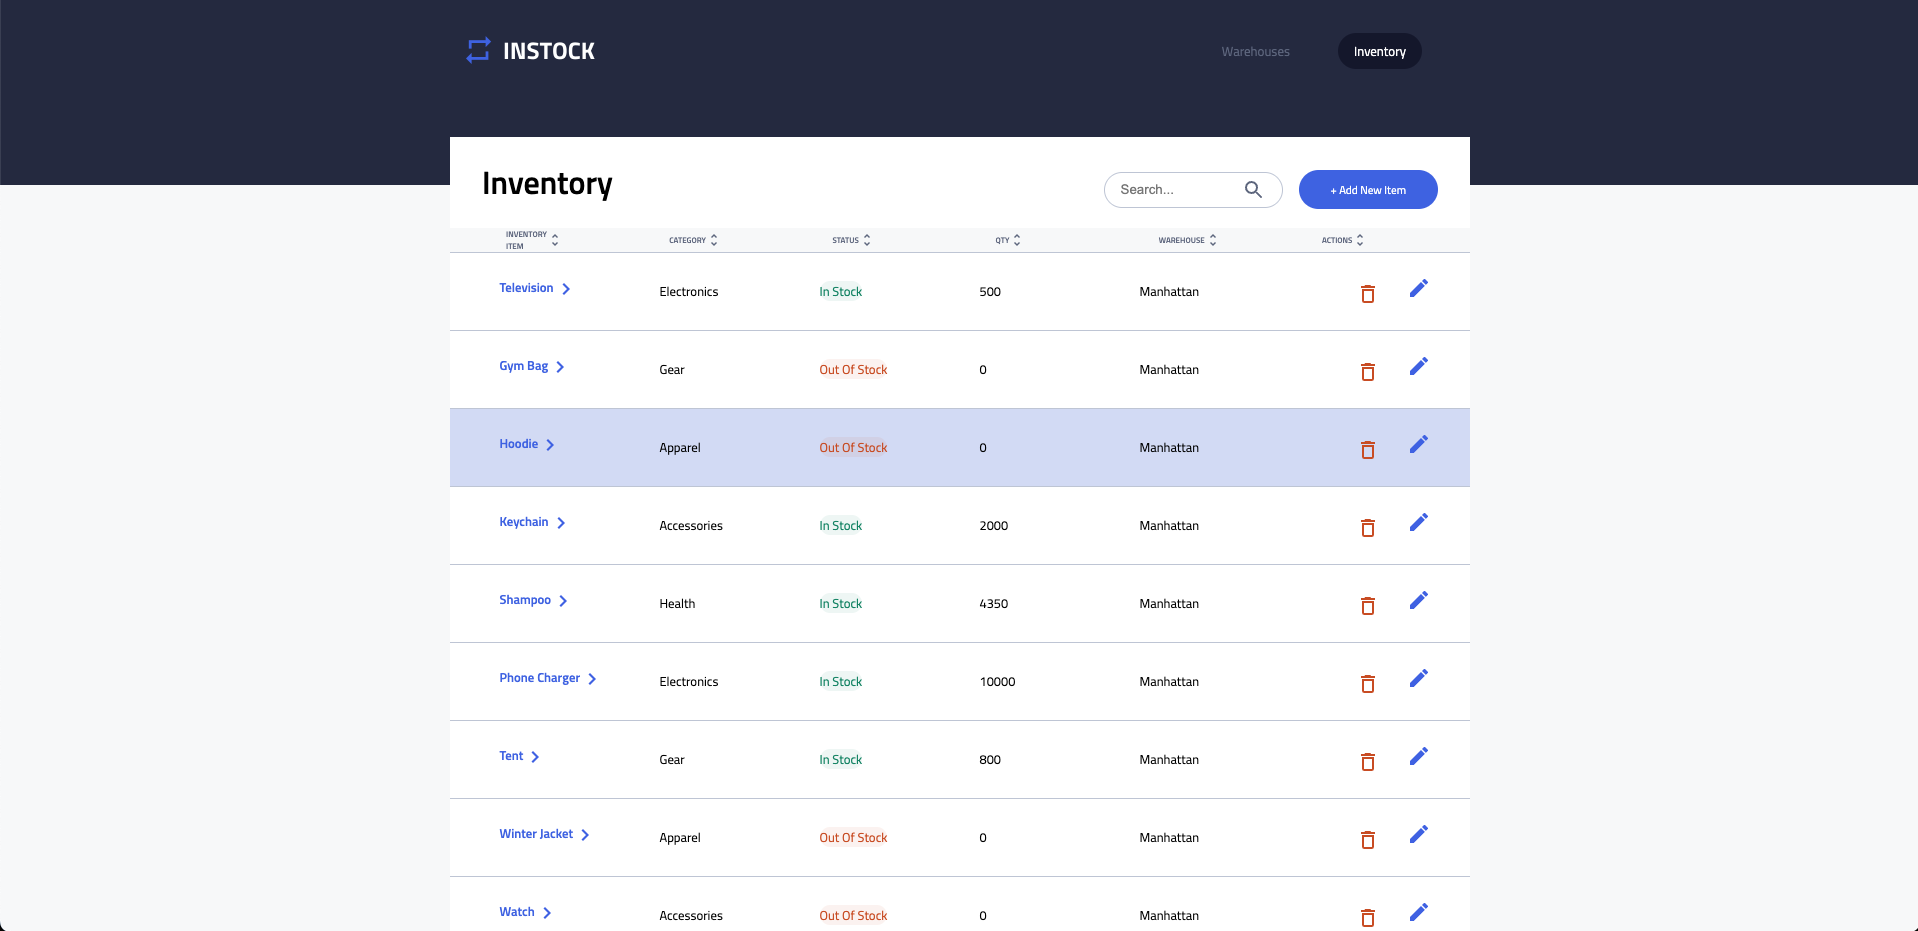 INSTOCK
Warehouses
Inventory
Inventory
Search...
+ Add New Item
INVENTORY
ITEM
CATEGORY
STATUS
QTY
WAREHOUSE
ACTIONS
Television Electronics In Stock 500 Manhattan
Gym Bag Gear Out Of Stock 0 Manhattan
Hoodie Apparel Out Of Stock 0 Manhattan
Keychain Accessories In Stock 2000 Manhattan
Shampoo Health In Stock 4350 Manhattan
Phone Charger Electronics In Stock 10000 Manhattan
Tent Gear In Stock 800 Manhattan
Winter Jacket Apparel Out Of Stock 0 Manhattan
Watch Accessories Out Of Stock 0 Manhattan